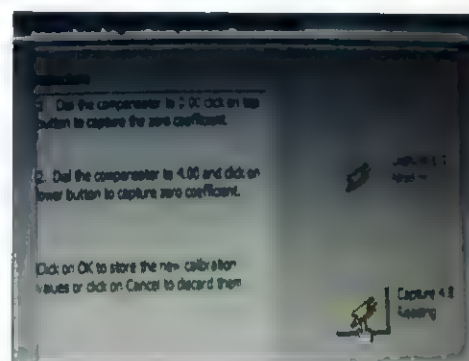 Dial the compensator to 0.00 click on top
button to capture the zero coefficient.
2. Dial the compensator to 4.00 and click on
lower button to capture zero coefficient.
Click on OK to store the new calibration
values or click on Cancel to discard them
Capture 4.0
Reading